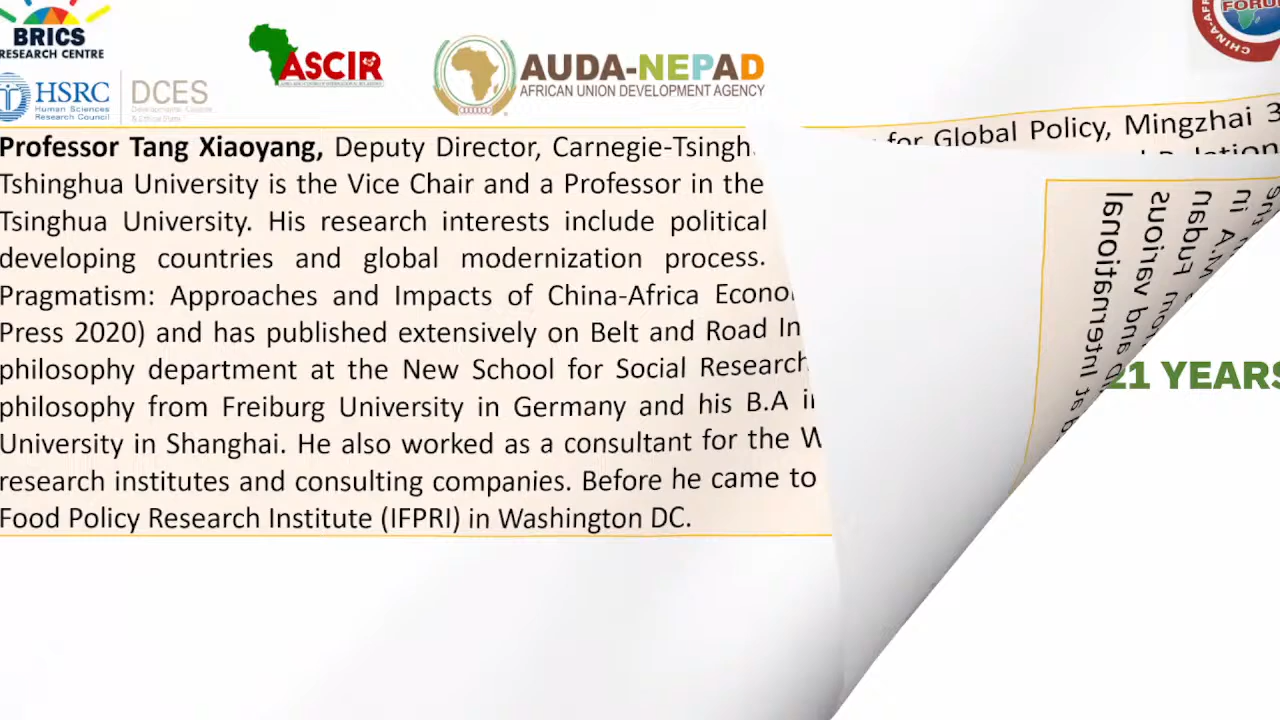 BRICS
RESEARCH CENTRE
HSRC
Human Sciences
Research Council
DCES
ASCIR
AUDA-NEPAD
AFRICAN UNION DEVELOPMENT AGENCY
FORUM
Professor Tang Xiaoyang, Deputy Director, for Global Policy, Mingzhai
Tshinghua University is the Vice Chair and a Professor in the
Tsinghua University. His research interests include political
developing countries and global modernization process.
Pragmatism: Approaches and Impacts of China-Africa
Press 2020) and has published extensively on Belt and Road
philosophy department at the New School for Social Research
philosophy from Freiburg University in Germany and his B.A
University in Shanghai. He also worked as a consultant for the
research institutes and consulting companies. Before he came to
Food Policy Research Institute (IFPRI) in Washington DC.
21 YEARS